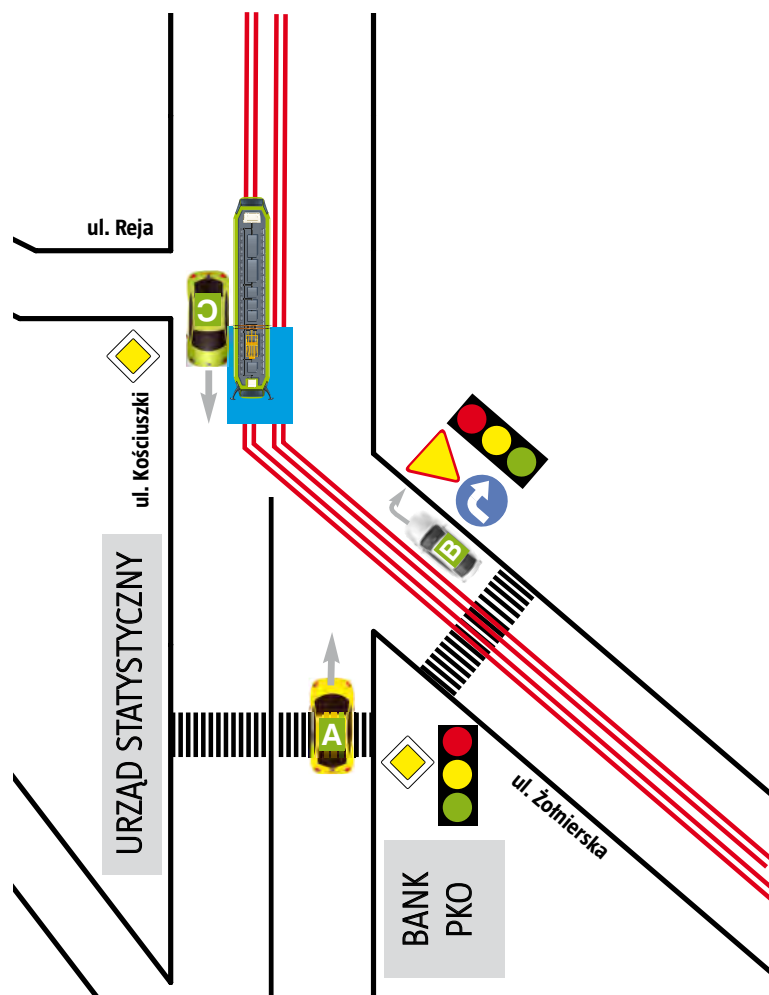 ul. Reja
C
ul. Kościuszki
B
URZĄD STATYSTYCZNY
A
ul. Żołnierska
BANK
PKO